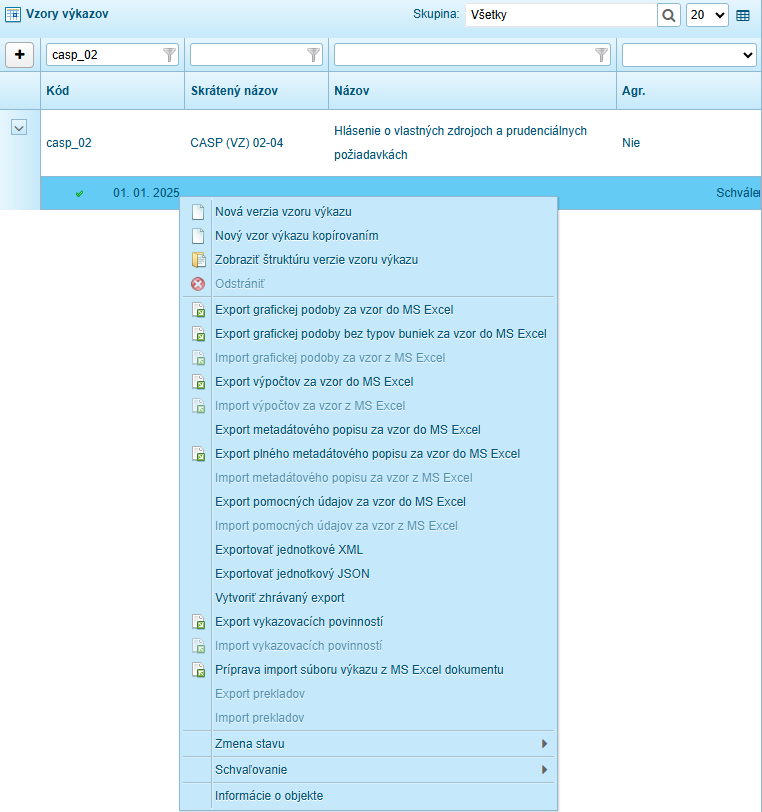 Vzory výkazov
Skupina: Všetky 20
casp_02
Kód Skrátený názov Názov Agr.
casp_02 CASP (VZ) 02-04 Hlásenie o vlastných zdrojoch a prudenciálnych Nie
požiadavkách
01. 01. 2025 Schválen
Nová verzia vzoru výkazu
Nový vzor výkazu kopírovaním
Zobraziť štruktúru verzie vzoru výkazu
Odstrániť
Export grafickej podoby za vzor do MS Excel
Export grafickej podoby bez typov buniek za vzor do MS Excel
Import grafickej podoby za vzor z MS Excel
Export výpočtov za vzor do MS Excel
Import výpočtov za vzor z MS Excel
Export metadátového popisu za vzor do MS Excel
Export plného metadátového popisu za vzor do MS Excel
Import metadátového popisu za vzor z MS Excel
Export pomocných údajov za vzor do MS Excel
Import pomocných údajov za vzor z MS Excel
Exportovať jednotkové XML
Exportovať jednotkový JSON
Vytvoriť zhrávaný export
Export vykazovacích povinností
Import vykazovacích povinností
Príprava import súboru výkazu z MS Excel dokumentu
Export prekladov
Import prekladov
Zmena stavu
Schvaľovanie
Informácie o objekte